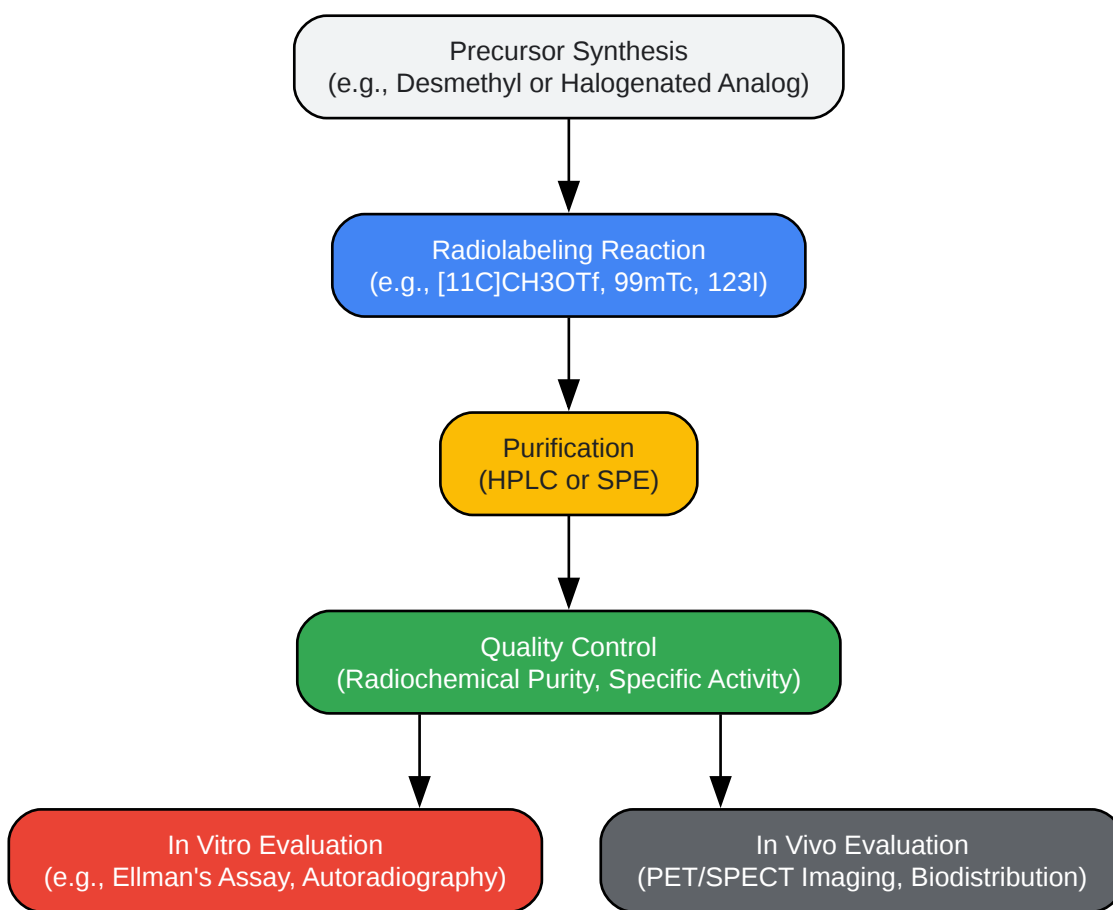 Precursor Synthesis
(e.g., Desmethyl or Halogenated Analog)
Radiolabeling Reaction
(e.g., [11C]CH3OTf, 99mTc, 123I)
Purification
(HPLC or SPE)
Quality Control
(Radiochemical Purity, Specific Activity)
In Vitro Evaluation
(e.g., Ellman's Assay, Autoradiography)
In Vivo Evaluation
(PET/SPECT Imaging, Biodistribution)